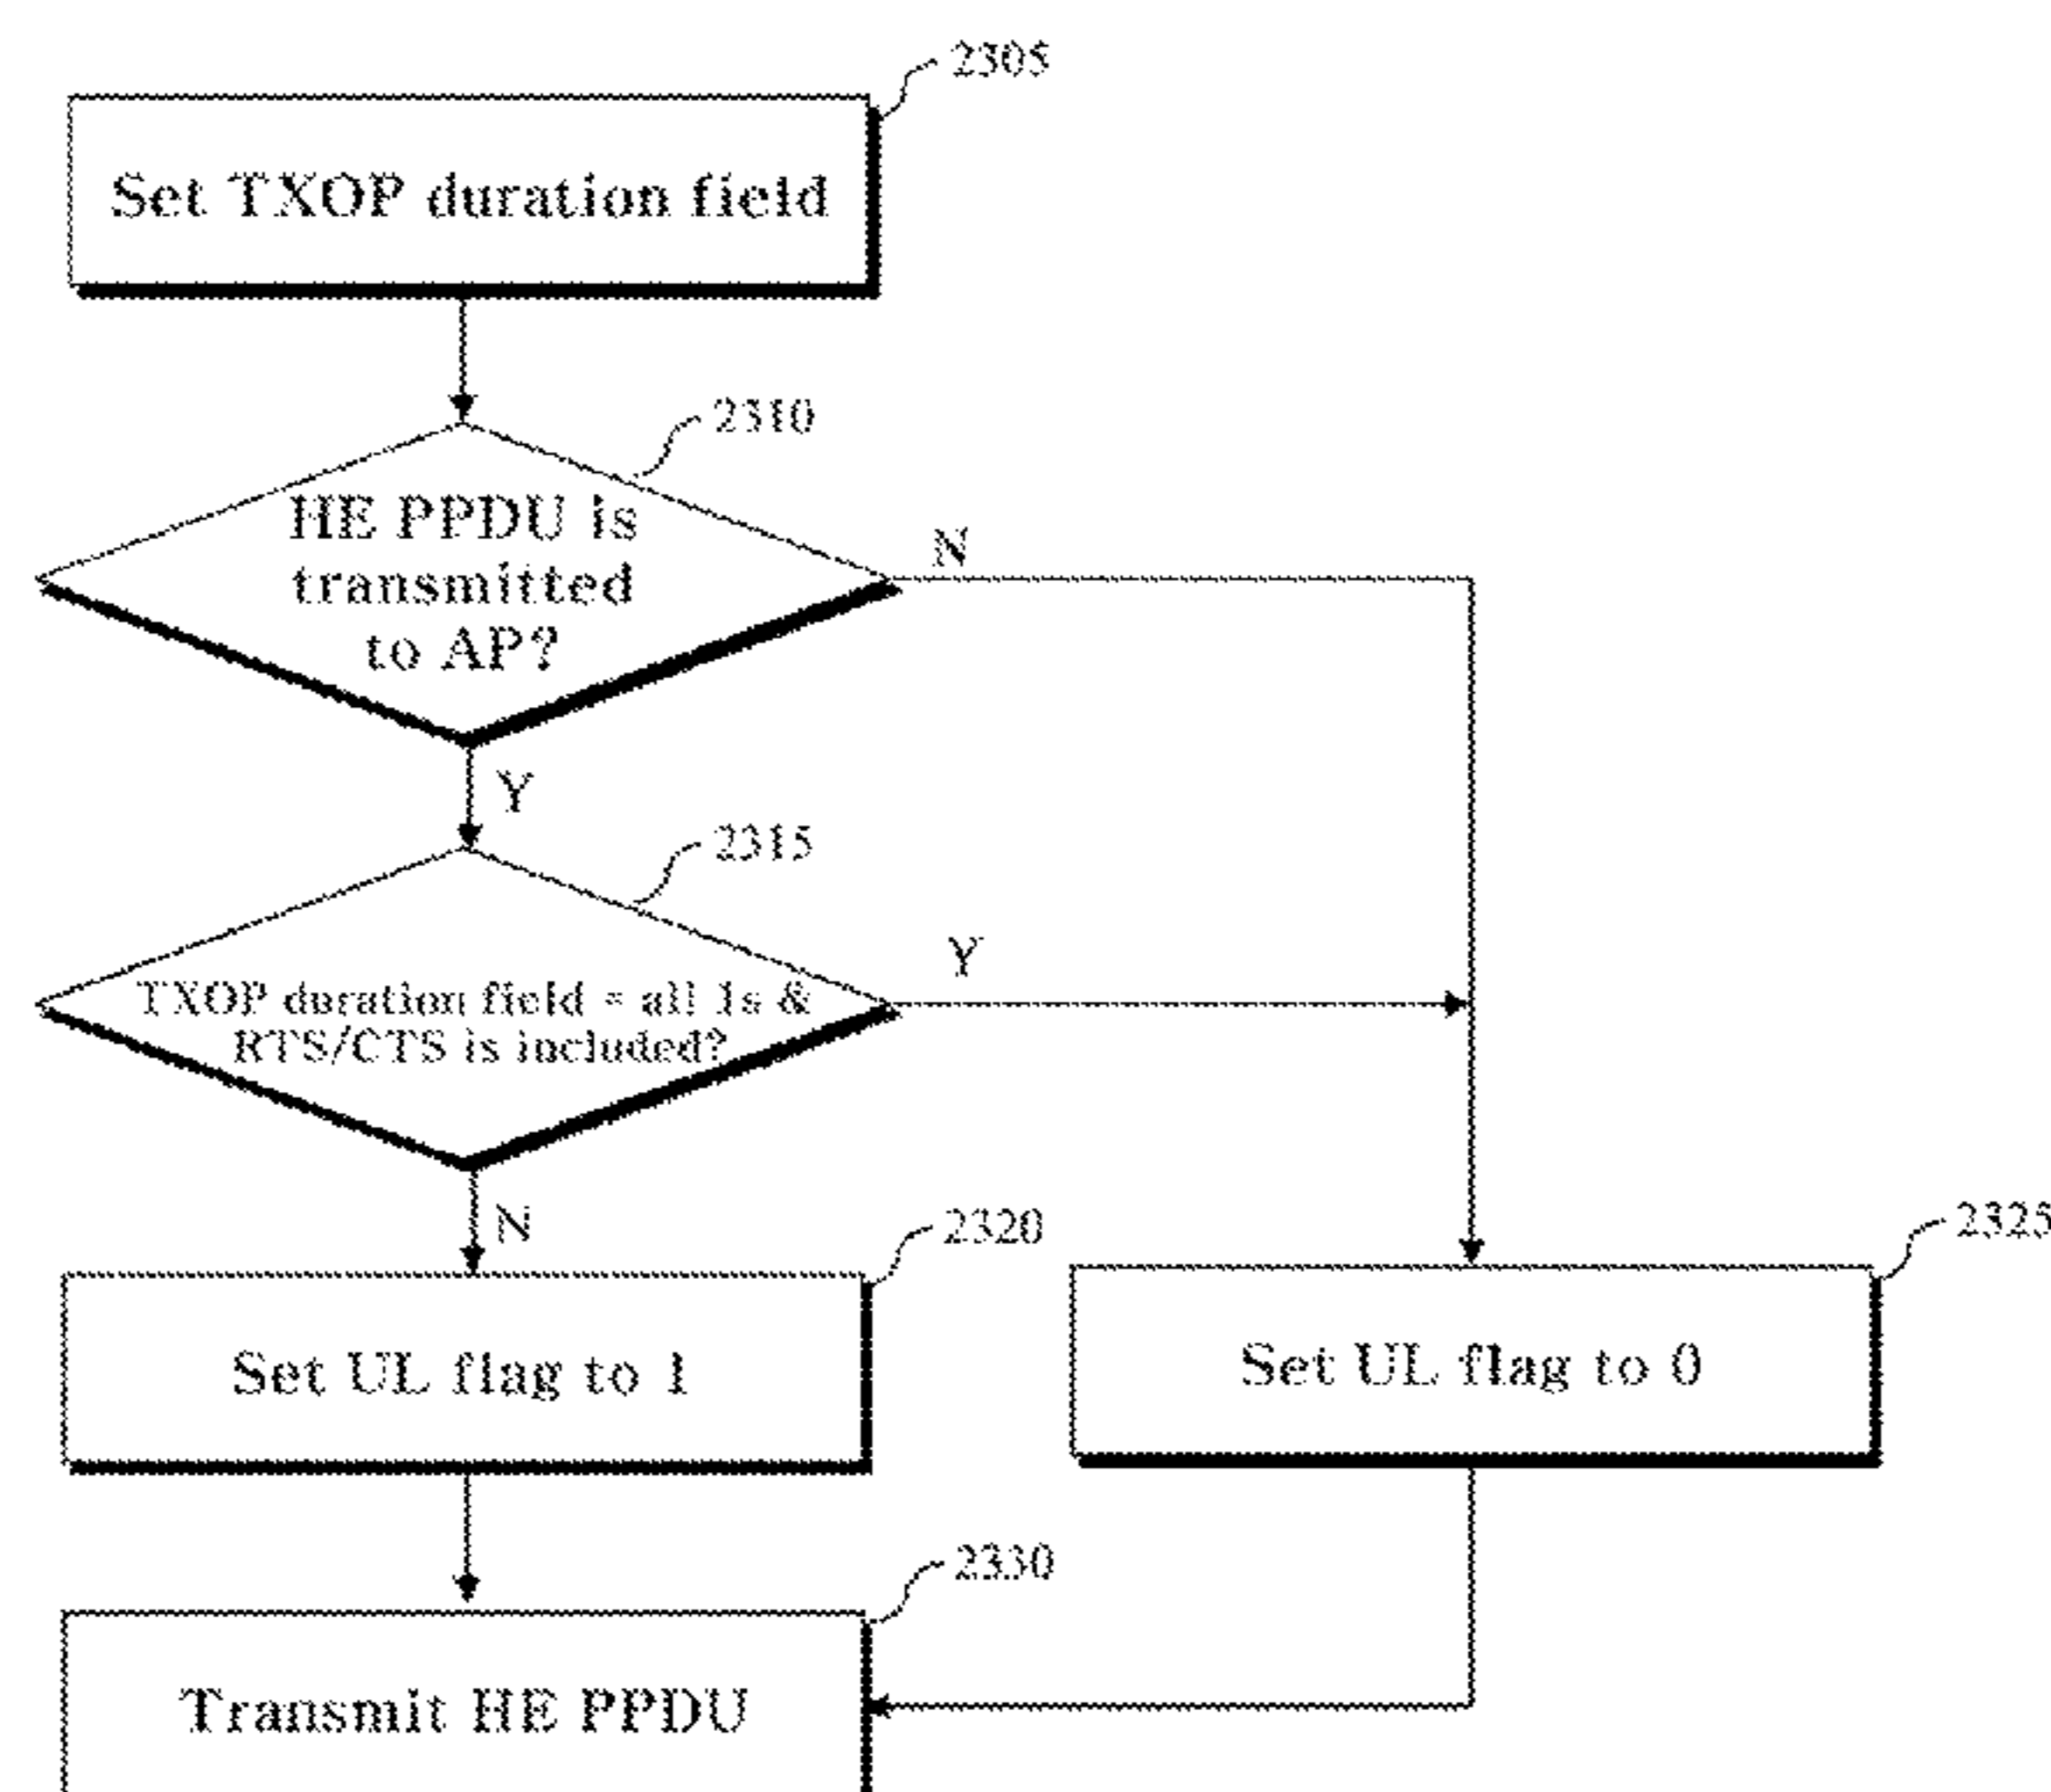 2305
Set TXOP duration field
2310
HE PPDU is
transmitted
to AP?
N
Y
2315
TXOP duration field = all 1s &
RTS/CTS is included?
Y
N
2320
Set UL flag to 1
2325
Set UL flag to 0
2330
Transmit HE PPDU